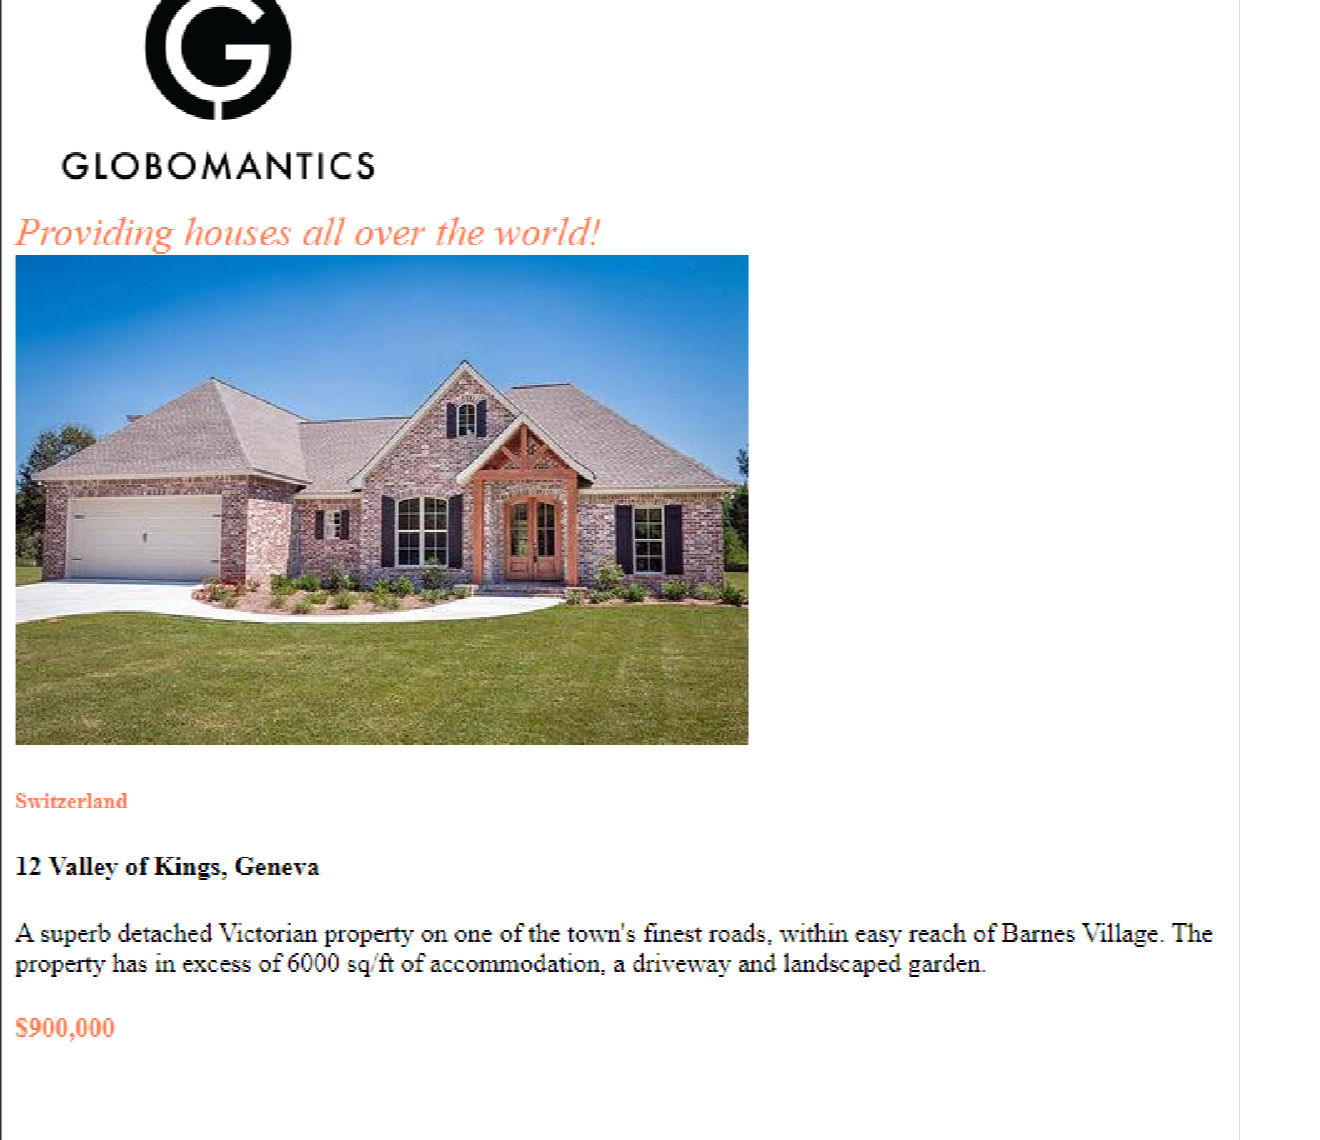 GLOBOMANTICS
Providing houses all over the world!
Switzerland
12 Valley of Kings, Geneva
A superb detached Victorian property on one of the town's finest roads, within easy reach of Barnes Village. The
property has in excess of 6000 sq/ft of accommodation, a driveway and landscaped garden.
$900,000